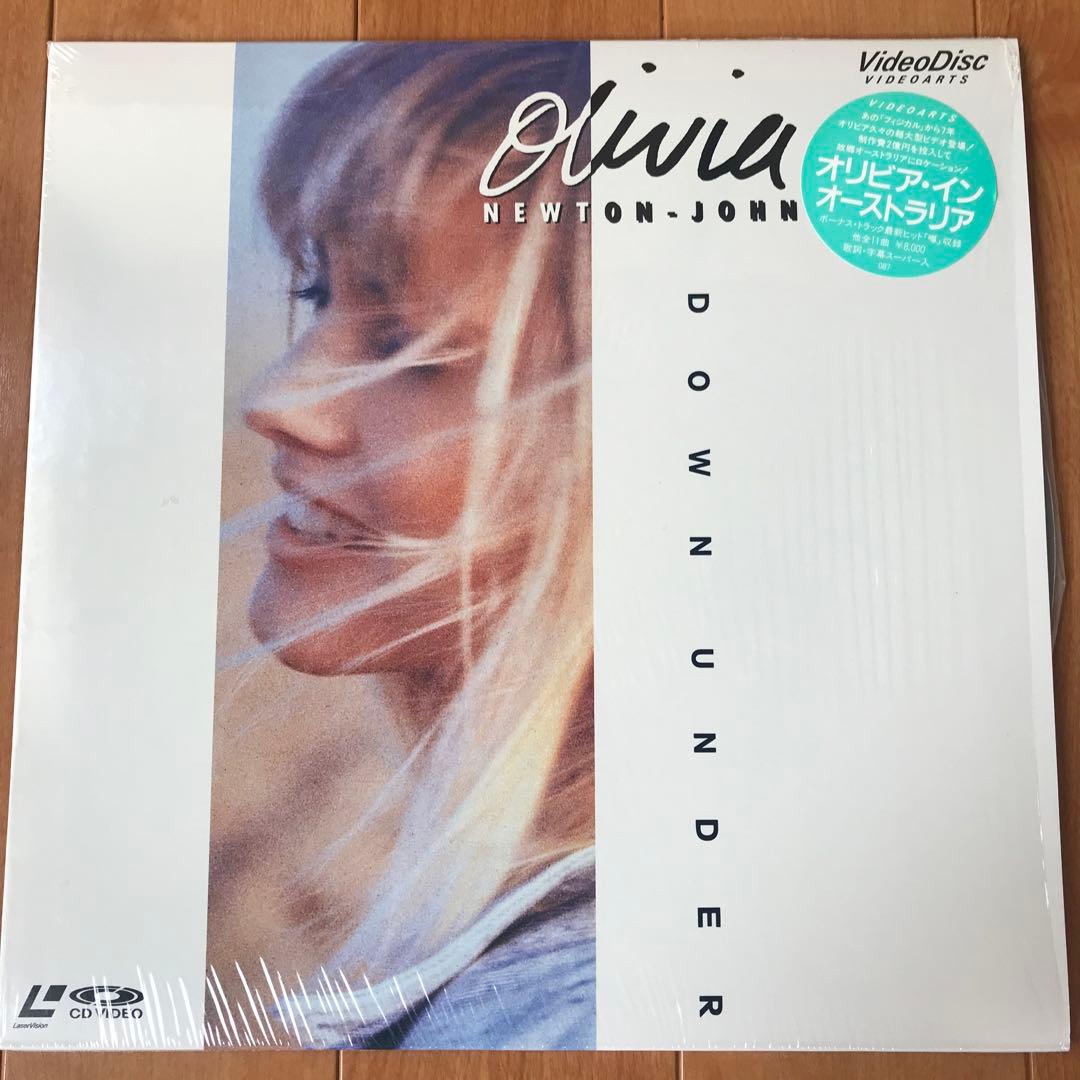 Olivia
NEWTON-JOHN
VideoDisc
VIDEOARTS
VIDEOARTS
あの「フィジカル」から7年
オリビア久々の超大型ビデオ登場!
制作費2億円を投入して
故郷オーストラリアにロケーション!
オリビア・イン
オーストラリア
ボーナス・トラック最新ヒット「噂」収録
他全11曲 ¥8,000
歌詞・字幕スーパー入
087
DOWN UNDER
LaserVision
CD VIDEO